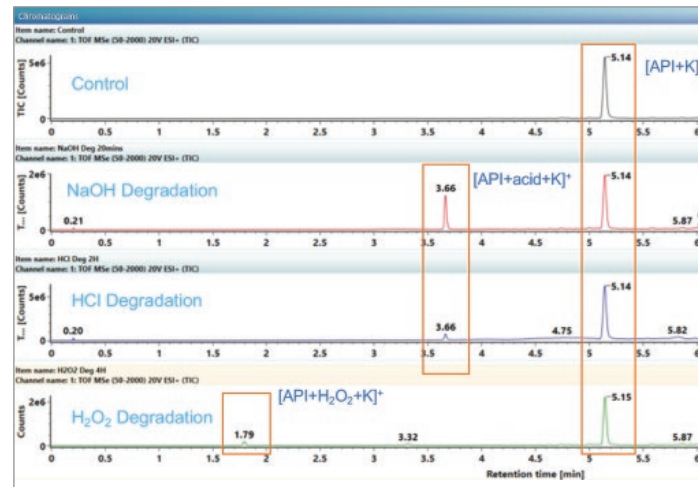 Chromatograms
Item name: Control
Channel name: 1: TOF MSe (50-2000) 20V ESI+ (TIC)
TIC [Counts]
5e6
0
Control
5.14
[API+K]
0 0.5 1 1.5 2 2.5 3 3.5 4 4.5 5 5.5 6
Item name: NaOH Deg 20mins
Channel name: 1: TOF MSe (50-2000) 20V ESI+ (TIC)
T... [Counts]
2e6
0
NaOH Degradation
0.21
3.66
[API+acid+K]⁺
5.14
5.87
0 0.5 1 1.5 2 2.5 3 3.5 4 4.5 5 5.5 6
Item name: HCl Deg 2H
Channel name: 1: TOF MSe (50-2000) 20V ESI+ (TIC)
T... [Counts]
5e6
0
HCl Degradation
0.20
3.66
4.75
5.14
5.82
0 0.5 1 1.5 2 2.5 3 3.5 4 4.5 5 5.5 6
Item name: H2O2 Deg 4H
Channel name: 1: TOF MSe (50-2000) 20V ESI+ (TIC)
Counts]
2e6
0
H₂O₂ Degradation
1.79
[API+H₂O₂+K]⁺
3.32
5.15
5.87
0 0.5 1 1.5 2 2.5 3 3.5 4 4.5 5 5.5 6
Retention time [min]